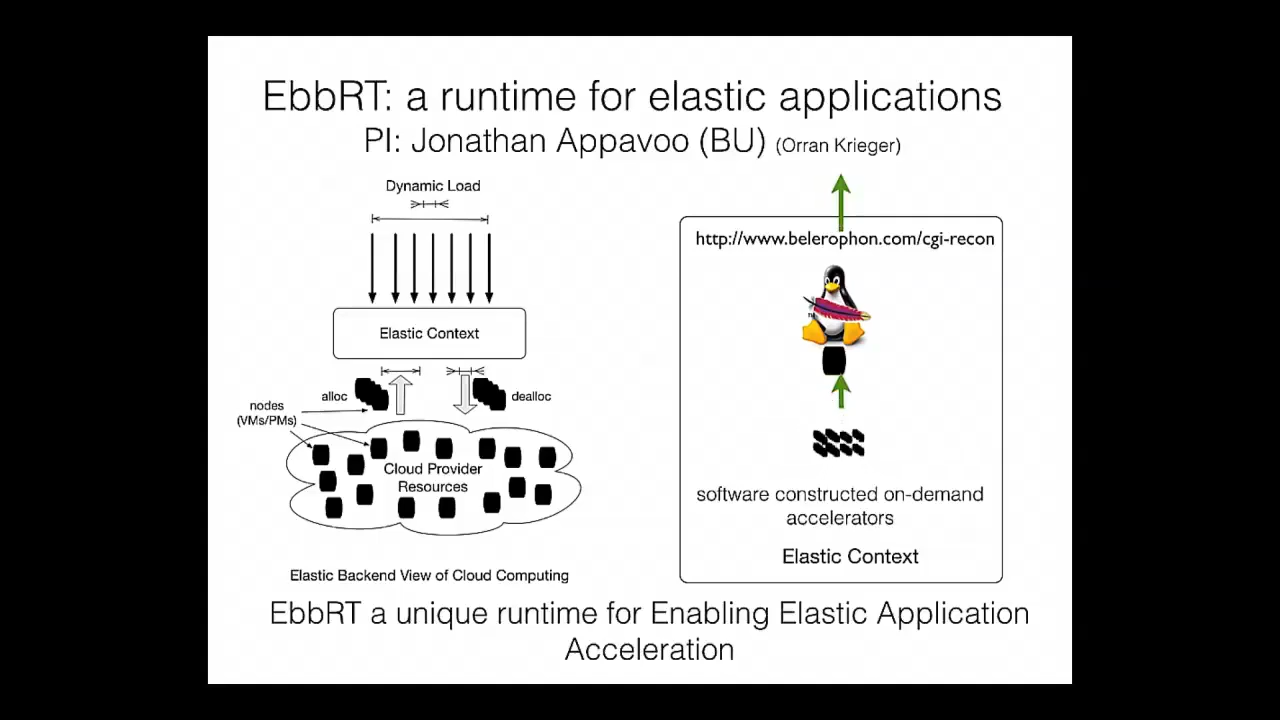 EbbRT: a runtime for elastic applications
PI: Jonathan Appavoo (BU) (Orran Krieger)
Dynamic Load
Elastic Context
alloc
dealloc
nodes
(VMs/PMs)
Cloud Provider
Resources
Elastic Backend View of Cloud Computing
http://www.belerophon.com/cgi-recon
software constructed on-demand
accelerators
Elastic Context
EbbRT a unique runtime for Enabling Elastic Application
Acceleration